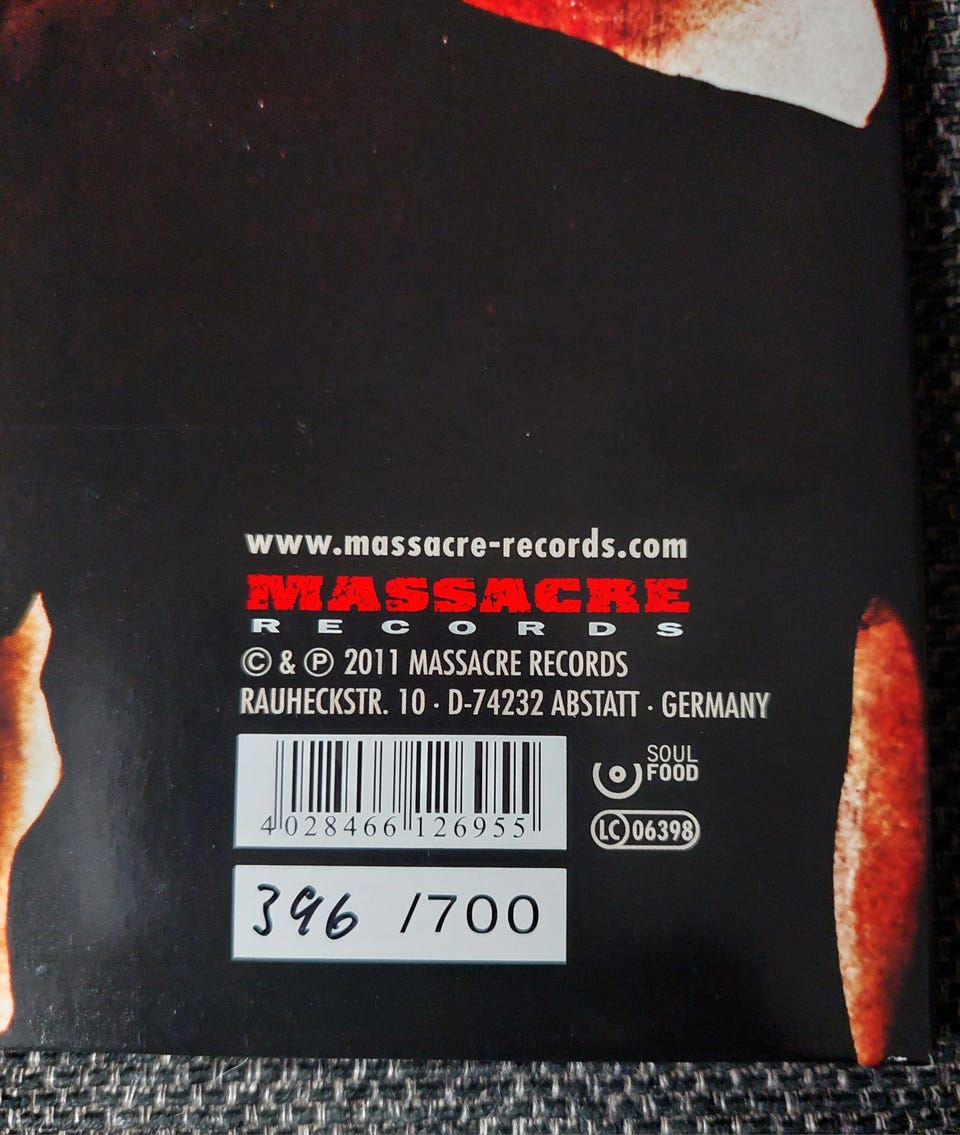 www.massacre-records.com
MASSACRE
RECORDS
© & ℗ 2011 MASSACRE RECORDS
RAUHECKSTR. 10 · D-74232 ABSTATT · GERMANY
SOUL
FOOD
4 028466 126955
LC 06398
396 /700